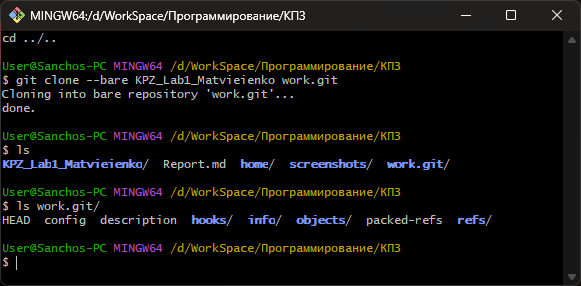 MINGW64:/d/WorkSpace/Программирование/КПЗ
cd ../..
User@Sanchos-PC MINGW64 /d/WorkSpace/Программирование/КПЗ
$ git clone --bare KPZ_Lab1_Matvieienko work.git
Cloning into bare repository 'work.git'...
done.
User@Sanchos-PC MINGW64 /d/WorkSpace/Программирование/КПЗ
$ ls
KPZ_Lab1_Matvieienko/  Report.md  home/  screenshots/  work.git/
User@Sanchos-PC MINGW64 /d/WorkSpace/Программирование/КПЗ
$ ls work.git/
HEAD  config  description  hooks/  info/  objects/  packed-refs  refs/
User@Sanchos-PC MINGW64 /d/WorkSpace/Программирование/КПЗ
$